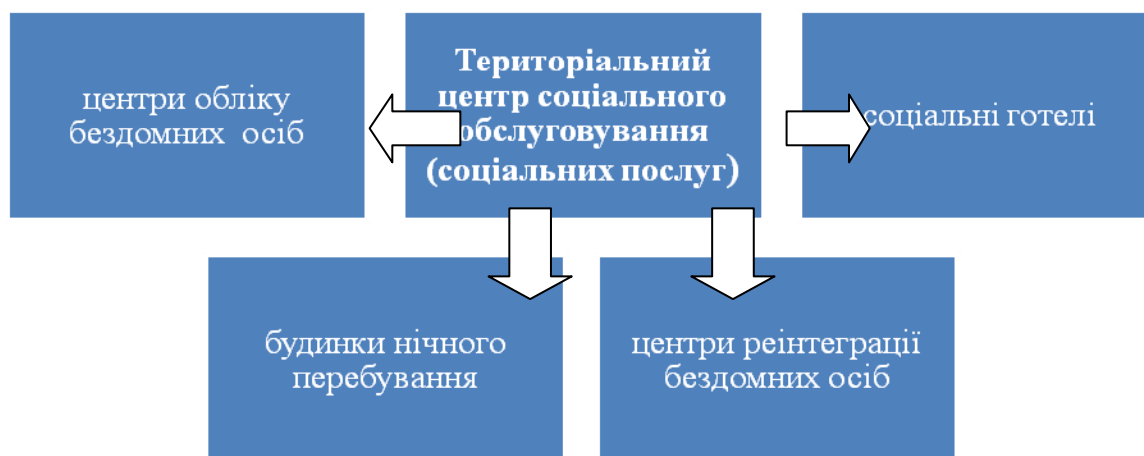 центри обліку
бездомних осіб
Територіальний
центр соціального
обслуговування
(соціальних послуг)
соціальні готелі
будинки нічного
перебування
центри реінтеграції
бездомних осіб